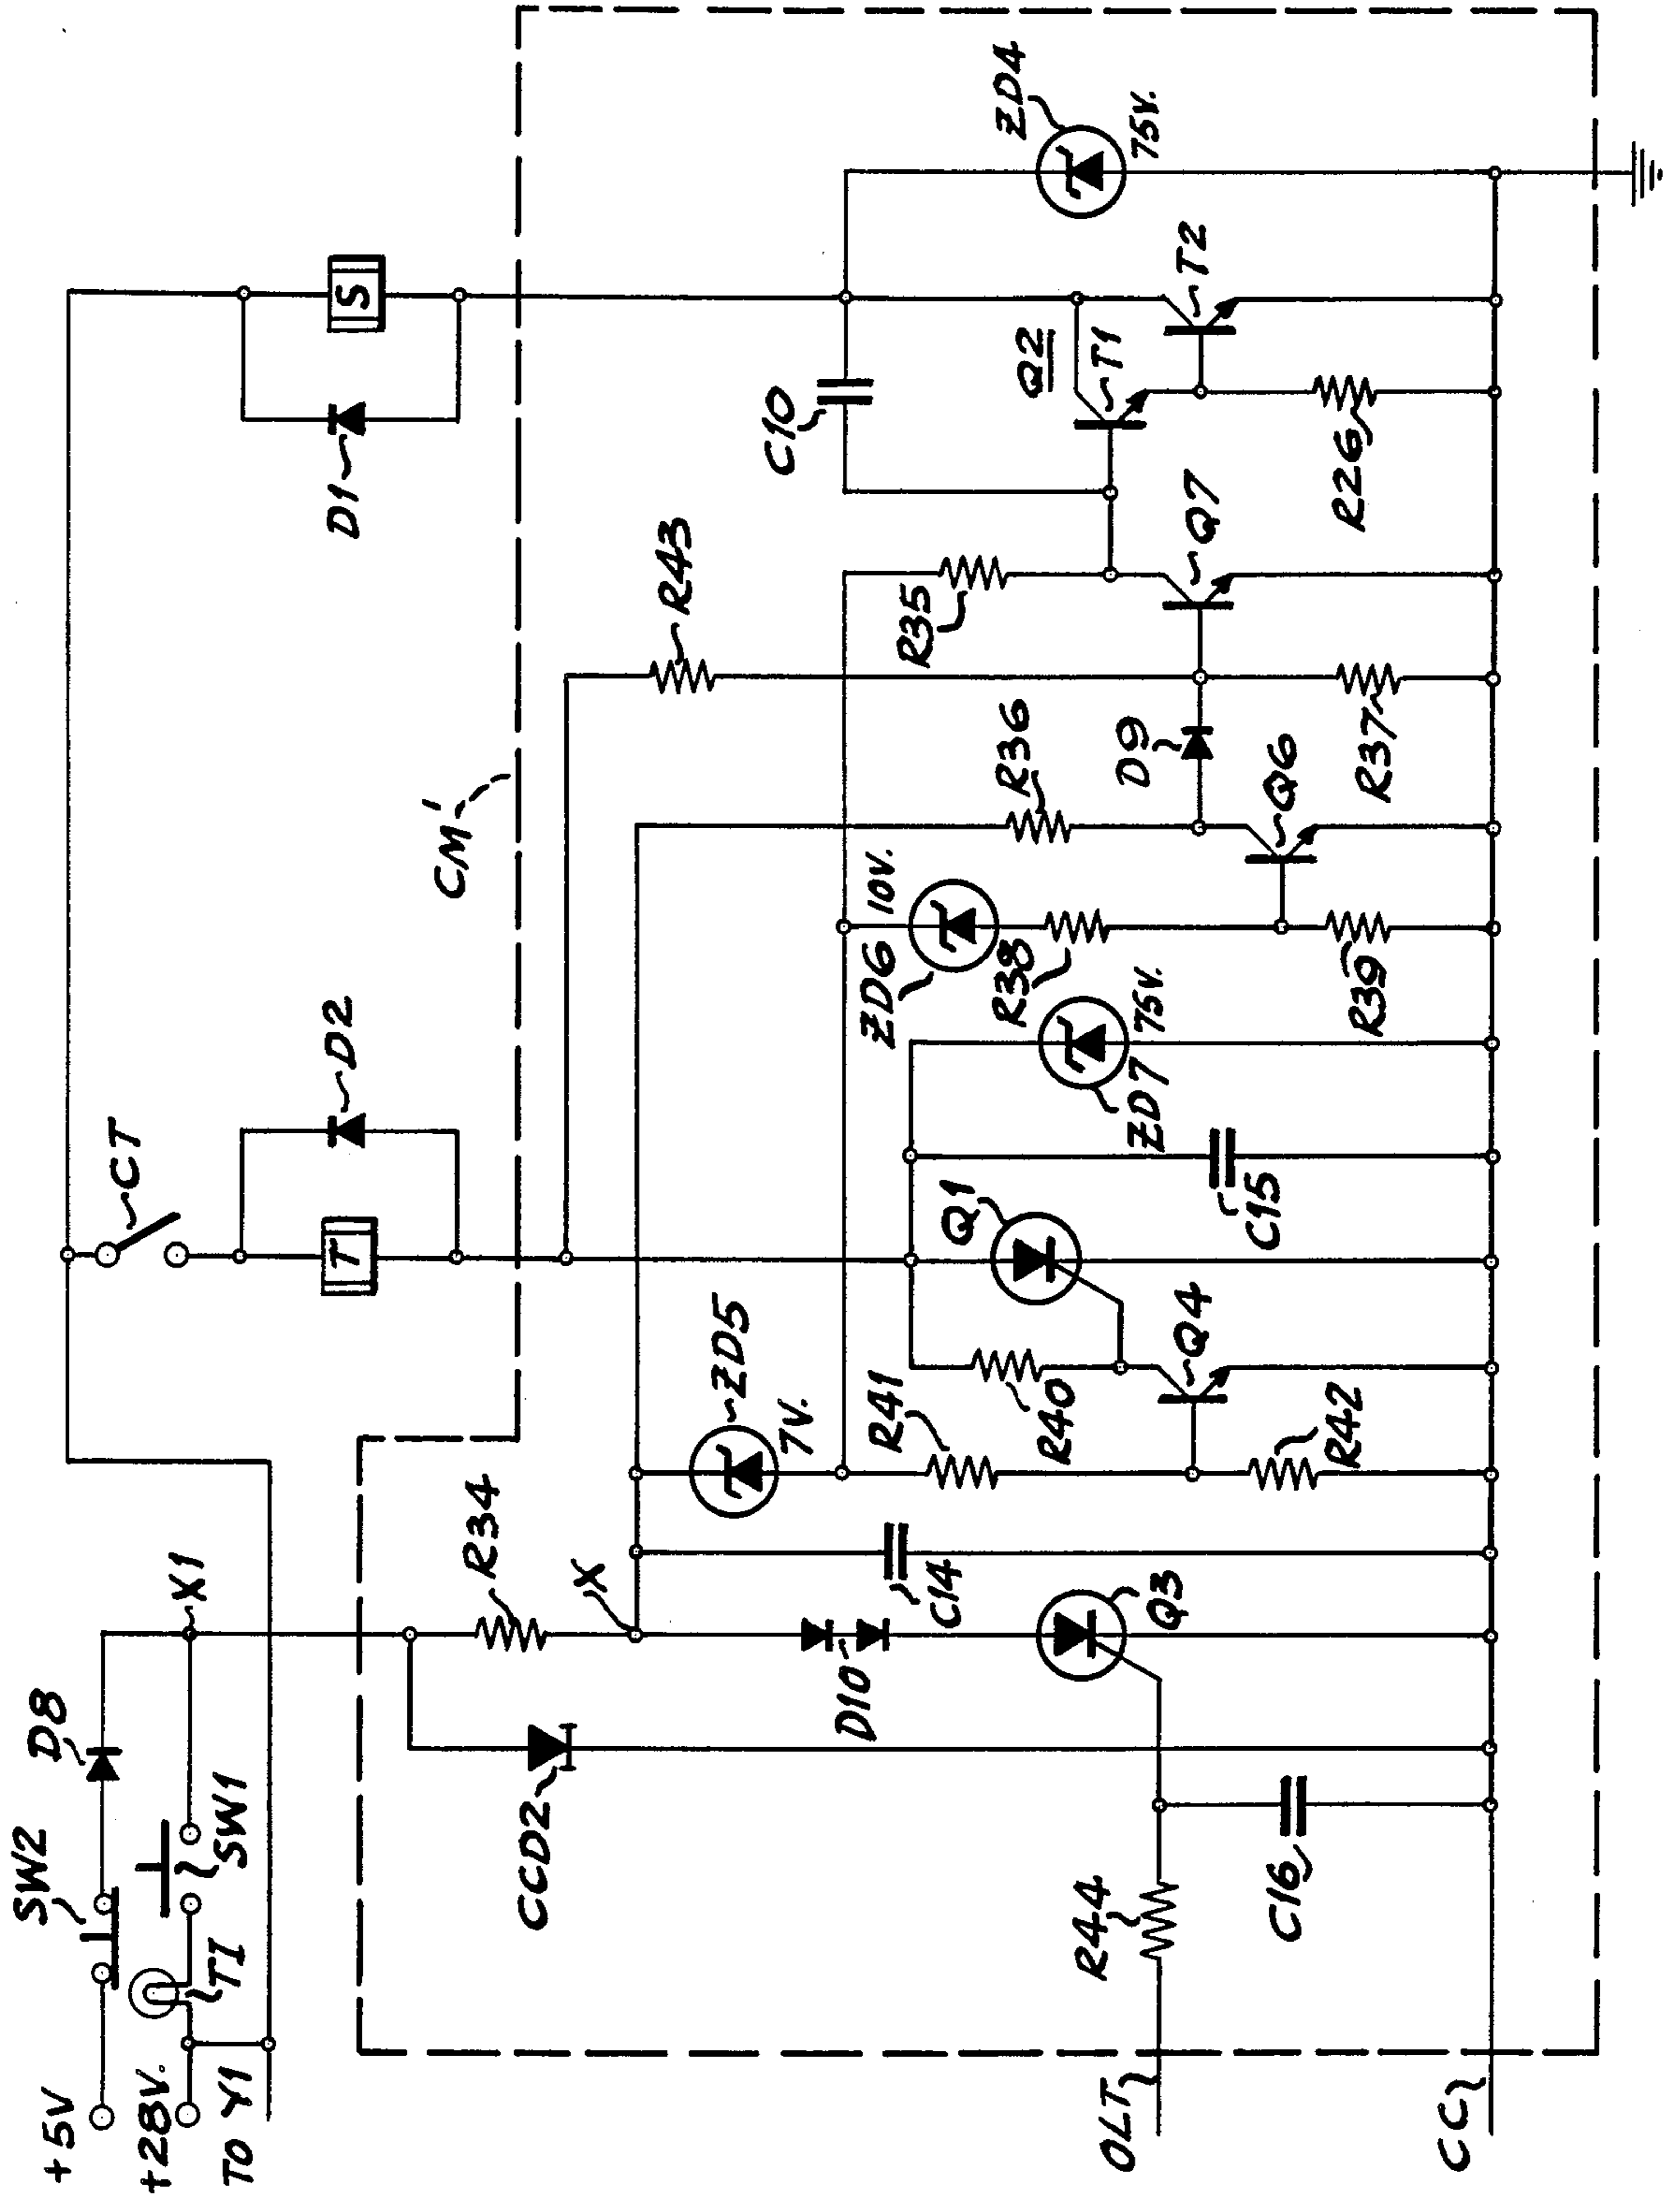 +5V
SW2
D8
+28V.
TI
SW1
X1
TO Y1
CT
D2
T
D1
S
CM'
R34
X
ZD5
7V.
R43
CCD2
D10
C14
Q3
R41
R40
Q4
R42
Q1
C15
ZD7
75V.
ZD6
10V.
R38
R39
R36
Q6
D9
R37
R35
Q7
C10
Q2
T1
T2
R26
ZD4
75V.
OLT
R44
C16
CC